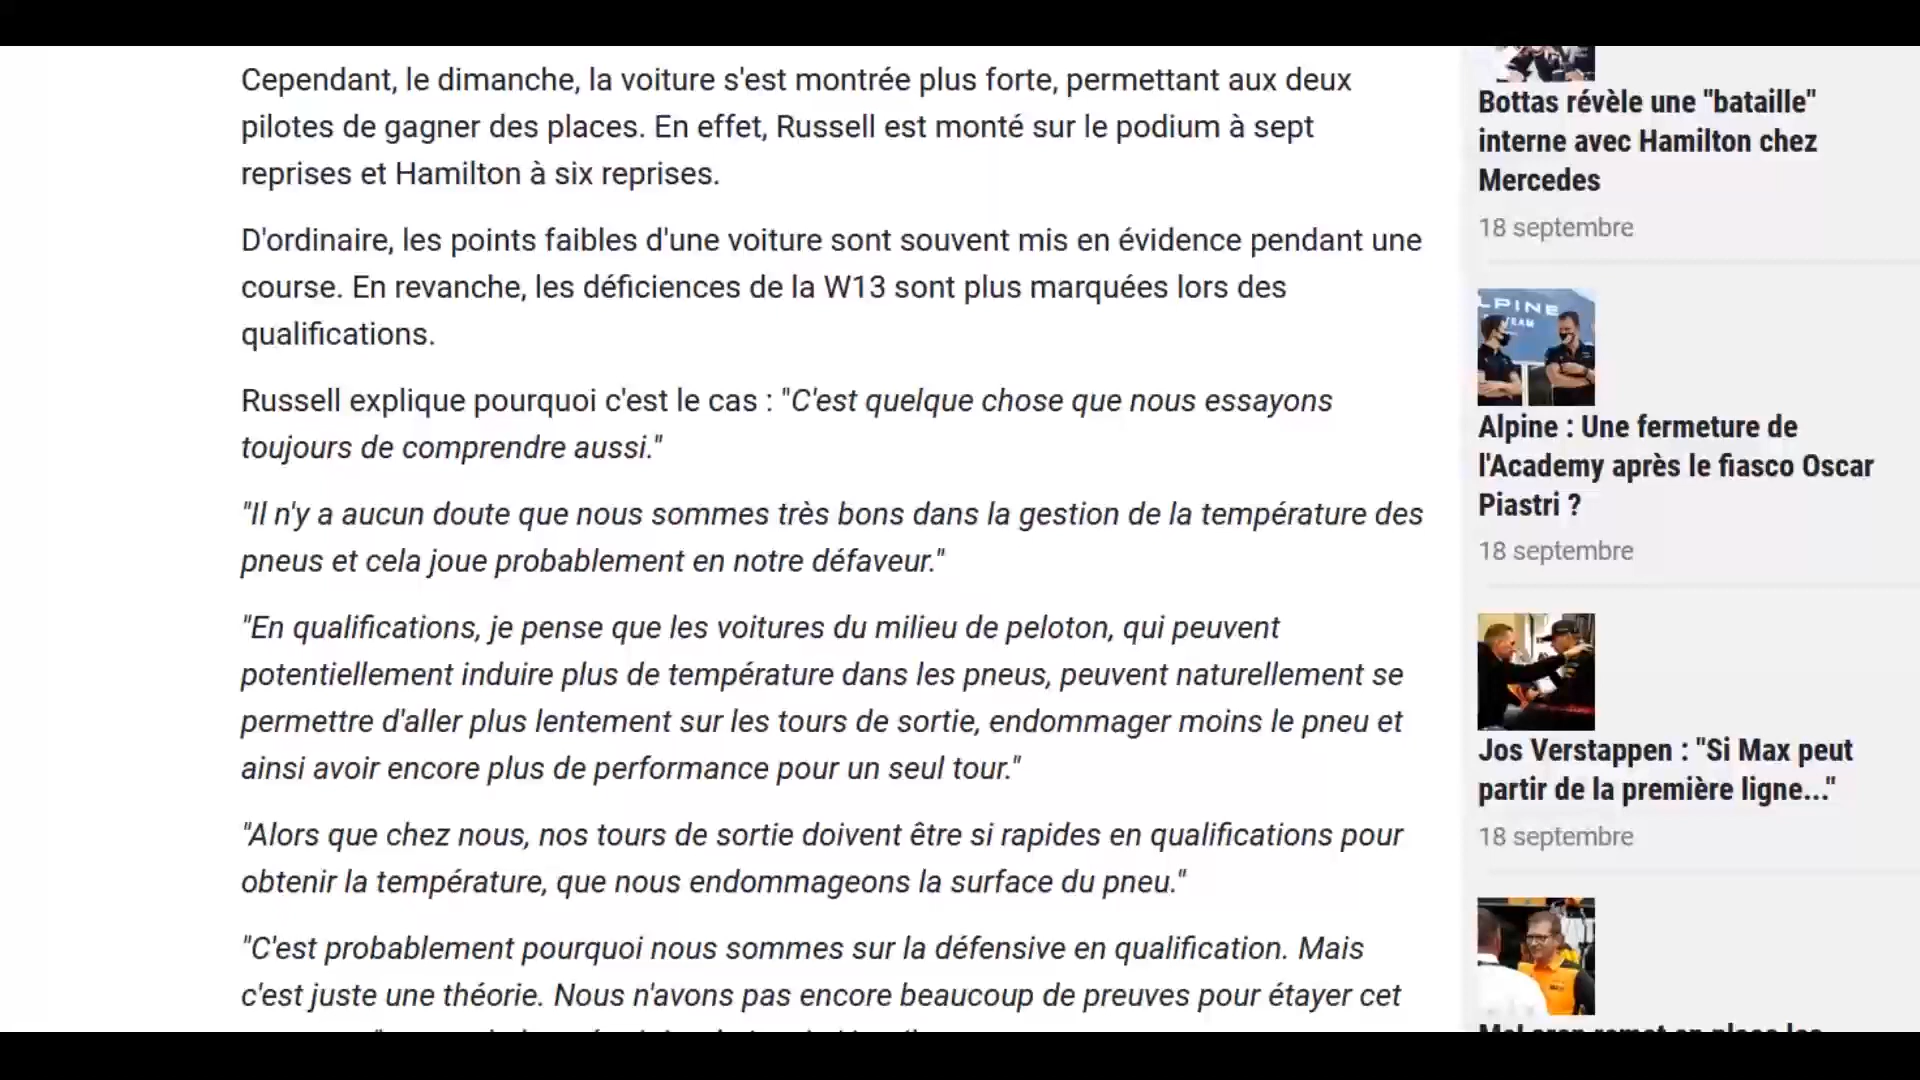 Cependant, le dimanche, la voiture s'est montrée plus forte, permettant aux deux
pilotes de gagner des places. En effet, Russell est monté sur le podium à sept
reprises et Hamilton à six reprises.
D'ordinaire, les points faibles d'une voiture sont souvent mis en évidence pendant une
course. En revanche, les déficiences de la W13 sont plus marquées lors des
qualifications.
Russell explique pourquoi c'est le cas : "C'est quelque chose que nous essayons
toujours de comprendre aussi."
"Il n'y a aucun doute que nous sommes très bons dans la gestion de la température des
pneus et cela joue probablement en notre défaveur."
"En qualifications, je pense que les voitures du milieu de peloton, qui peuvent
potentiellement induire plus de température dans les pneus, peuvent naturellement se
permettre d'aller plus lentement sur les tours de sortie, endommager moins le pneu et
ainsi avoir encore plus de performance pour un seul tour."
"Alors que chez nous, nos tours de sortie doivent être si rapides en qualifications pour
obtenir la température, que nous endommageons la surface du pneu."
"C'est probablement pourquoi nous sommes sur la défensive en qualification. Mais
c'est juste une théorie. Nous n'avons pas encore beaucoup de preuves pour étayer cet
Bottas révèle une "bataille"
interne avec Hamilton chez
Mercedes
18 septembre
LPINE
TEAM
Alpine : Une fermeture de
l'Academy après le fiasco Oscar
Piastri ?
18 septembre
Jos Verstappen : "Si Max peut
partir de la première ligne..."
18 septembre